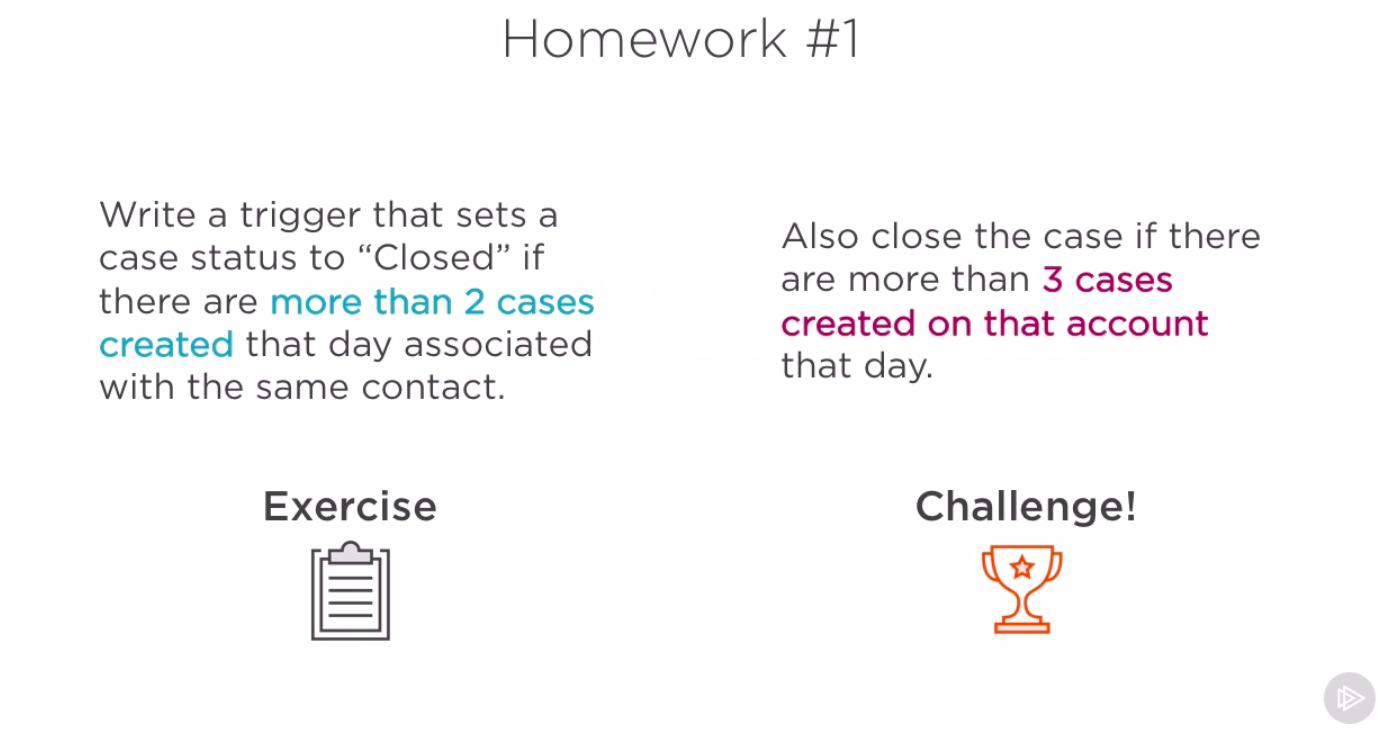 Homework #1
Write a trigger that sets a
case status to “Closed” if
there are more than 2 cases
created that day associated
with the same contact.
Exercise
Also close the case if there
are more than 3 cases
created on that account
that day.
Challenge!